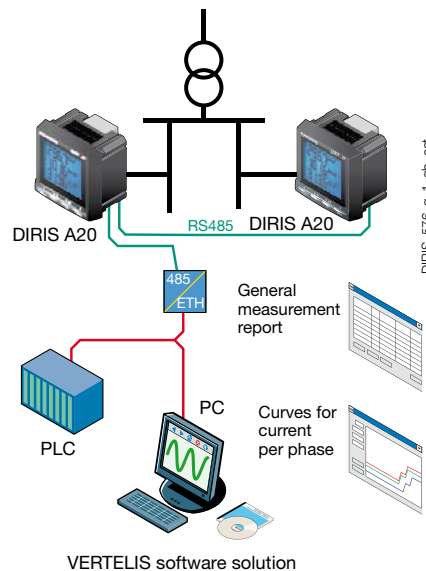 DIRIS A20
RS485
DIRIS A20
485
ETH
General
measurement
report
PLC
PC
Curves for
current
per phase
VERTELIS software solution